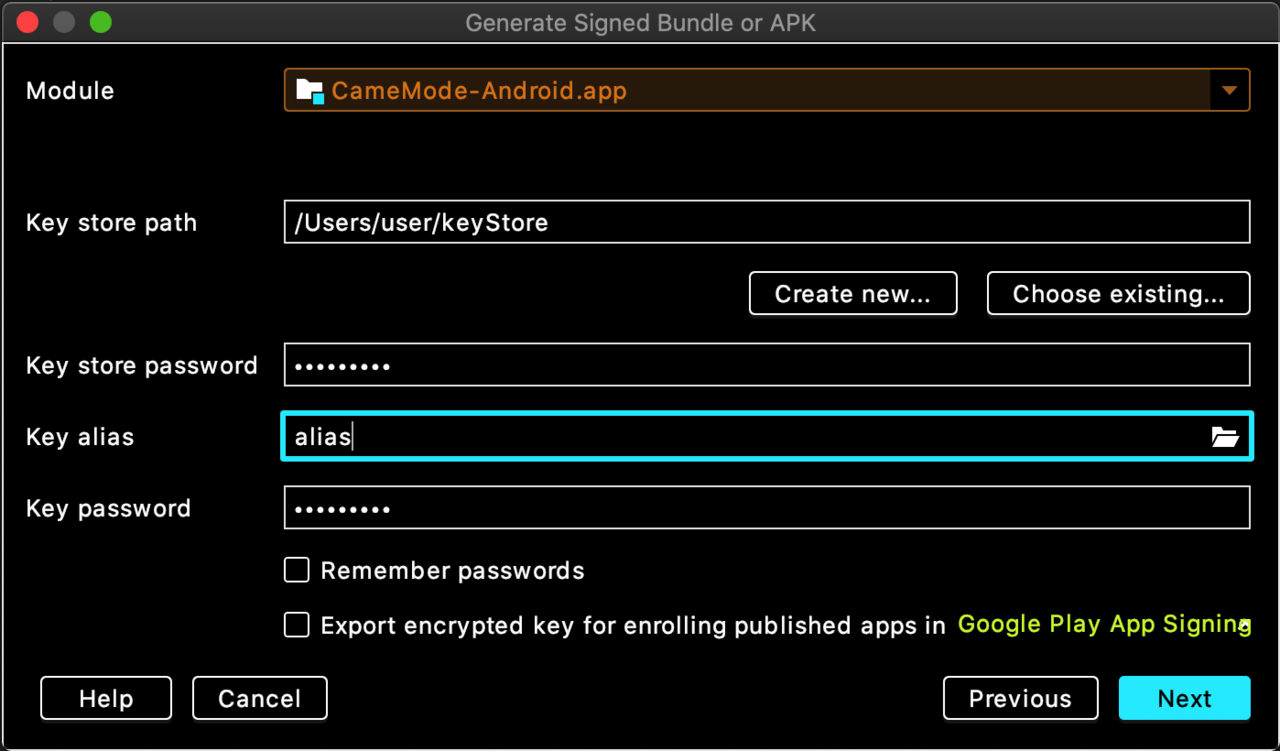 Generate Signed Bundle or APK
Module CameMode-Android.app
Key store path /Users/user/keyStore
Create new... Choose existing...
Key store password •••••••••
Key alias alias
Key password •••••••••
Remember passwords
Export encrypted key for enrolling published apps in Google Play App Signing
Help Cancel Previous Next